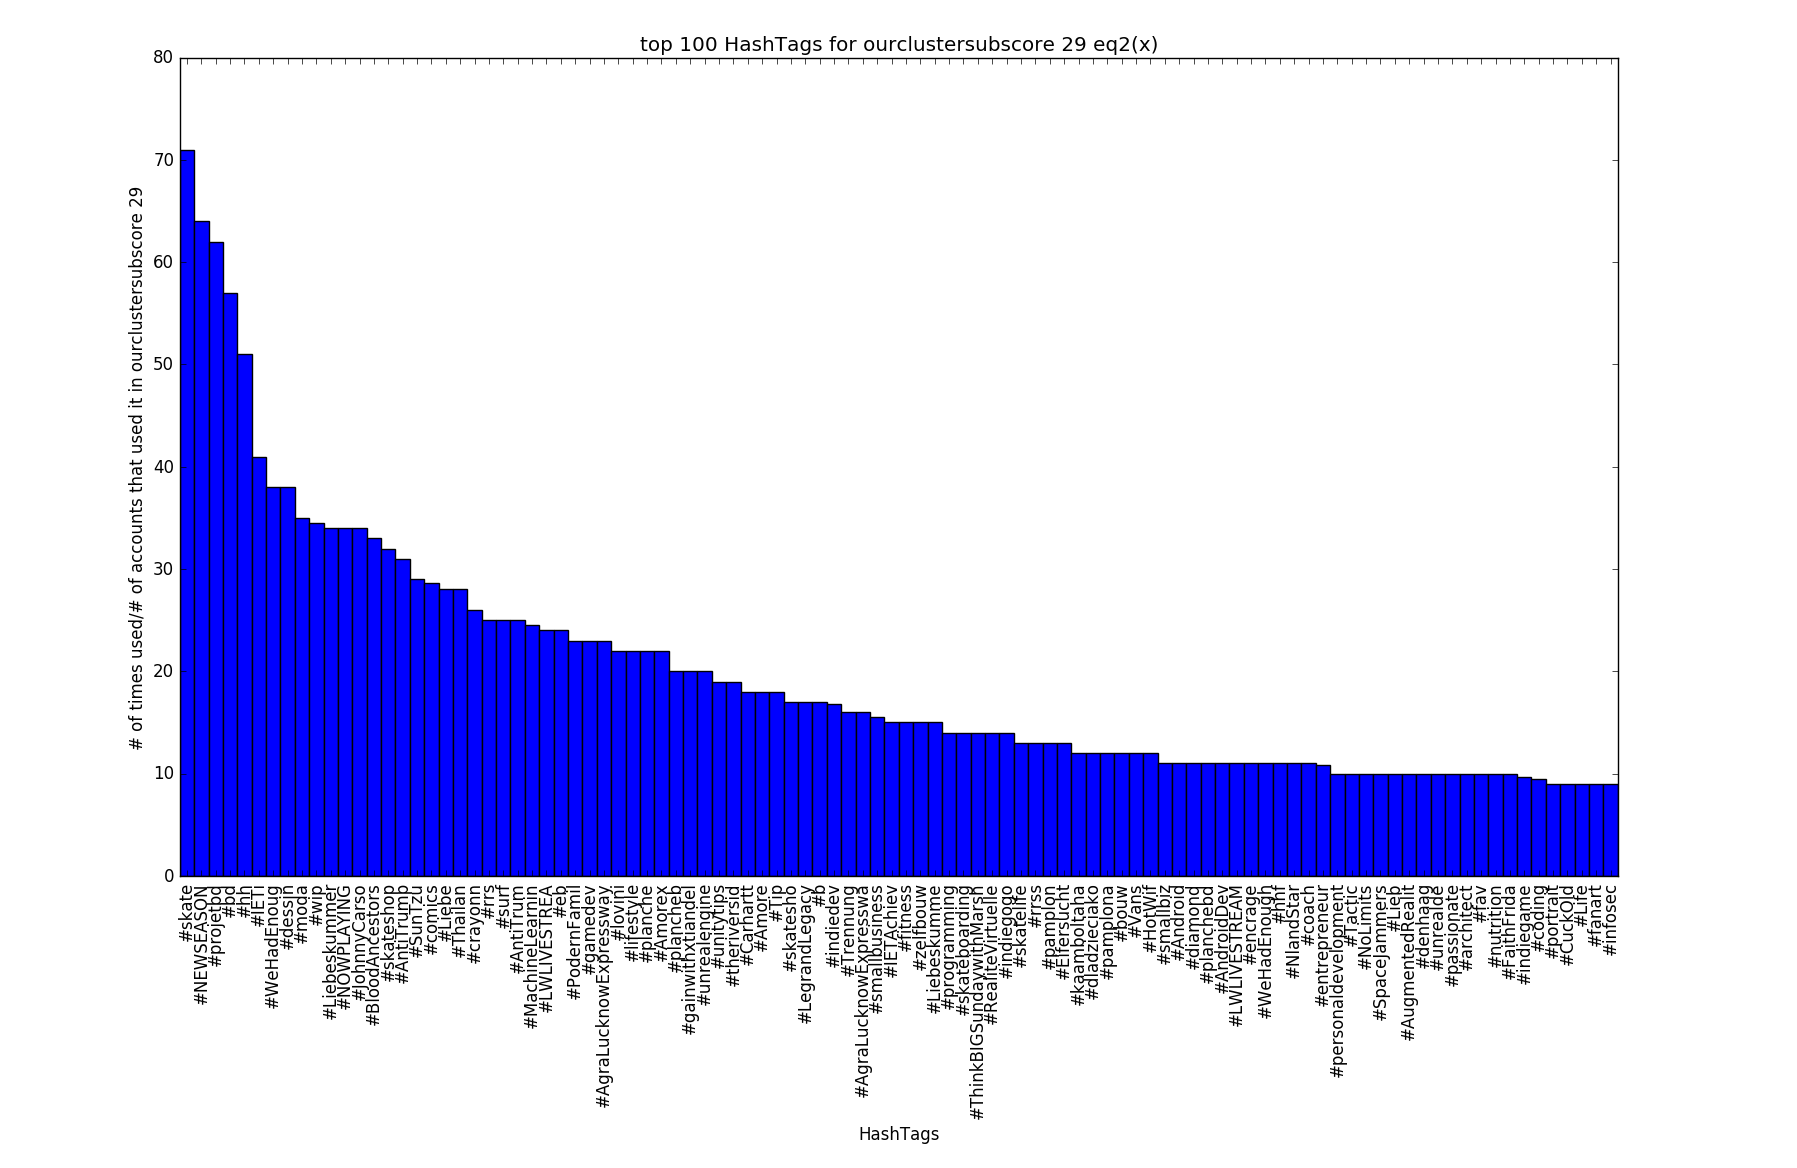 top 100 HashTags for ourclustersubscore 29 eq2(x)
# of times used/# of accounts that used it in ourclustersubscore 29
80
70
60
50
40
30
20
10
0
#skate
#NEWSEASON
#projetbd
#bd
#hh
#IETI
#WeHadEnoug
#dessin
#moda
#wip
#Liebeskummer
#NOWPLAYING
#JohnnyCarso
#BloodAncestors
#skateshop
#AntiTrump
#SunTzu
#comics
#Liebe
#Thailan
#crayonn
#rrs
#surf
#AntiTrum
#MachineLearnin
#LWLIVESTREA
#eb
#PodernFamil
#gamedev
#AgraLucknowExpressway
#lovini
#lifestyle
#planche
#Amorex
#plancheb
#gainwithxtiandel
#unrealengine
#unitytips
#theriversid
#Carhartt
#Amore
#Tip
#skatesho
#LegrandLegacy
#b
#indiedev
#Trennung
#AgraLucknowExpresswa
#smallbusiness
#IETAchiev
#fitness
#zelfbouw
#Liebeskumme
#programming
#skateboarding
#ThinkBIGSundaywithMarsh
#RealiteVirtuelle
#indiegogo
#skatelife
#rrss
#pamplon
#Eifersucht
#kaamboltaha
#dladzieciako
#pamplona
#bouw
#Vans
#HotWif
#smallbiz
#Android
#diamond
#planchebd
#AndroidDev
#LWLIVESTREAM
#encrage
#WeHadEnough
#hnf
#NlandStar
#coach
#entrepreneur
#personaldevelopment
#Tactic
#NoLimits
#SpaceJammers
#Lieb
#AugmentedRealit
#denhaag
#unrealde
#passionate
#architect
#fav
#nutrition
#FaithFrida
#indiegame
#coding
#portrait
#CuckOld
#Life
#fanart
#infosec
HashTags